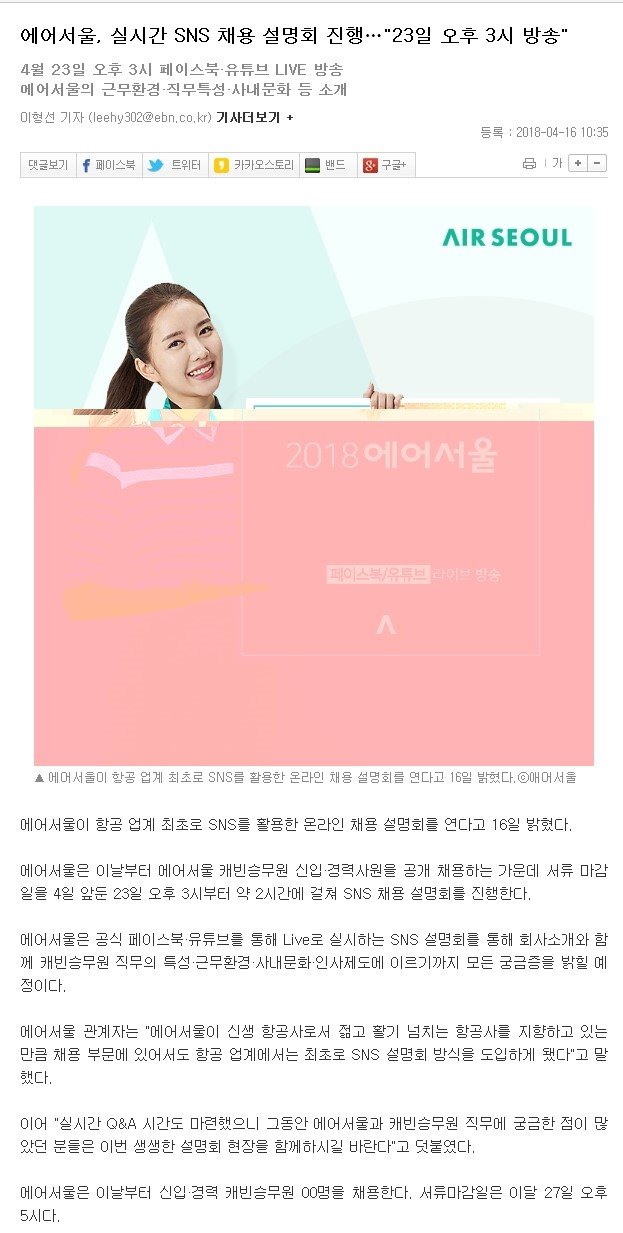 에어서울, 실시간 SNS 채용 설명회 진행…"23일 오후 3시 방송"
4월 23일 오후 3시 페이스북·유튜브 LIVE 방송
에어서울의 근무환경·직무특성·사내문화 등 소개
이형선 기자 (leehy302@ebn.co.kr) 기사더보기 +
등록 : 2018-04-16 10:35
댓글보기 페이스북 트위터 카카오스토리 밴드 구글+ 가 + -
AIR SEOUL
2018 에어서울
페이스북/유튜브 라이브 방송
▲ 에어서울이 항공 업계 최초로 SNS를 활용한 온라인 채용 설명회를 연다고 16일 밝혔다.ⓒ애어서울
에어서울이 항공 업계 최초로 SNS를 활용한 온라인 채용 설명회를 연다고 16일 밝혔다.
에어서울은 이날부터 에어서울 캐빈승무원 신입·경력사원을 공개 채용하는 가운데 서류 마감
일을 4일 앞둔 23일 오후 3시부터 약 2시간에 걸쳐 SNS 채용 설명회를 진행한다.
에어서울은 공식 페이스북·유튜브를 통해 Live로 실시하는 SNS 설명회를 통해 회사소개와 함
께 캐빈승무원 직무의 특성·근무환경·사내문화·인사제도에 이르기까지 모든 궁금증을 밝힐 예
정이다.
에어서울 관계자는 "에어서울이 신생 항공사로서 젊고 활기 넘치는 항공사를 지향하고 있는
만큼 채용 부문에 있어서도 항공 업계에서는 최초로 SNS 설명회 방식을 도입하게 됐다"고 말
했다.
이어 "실시간 Q&A 시간도 마련했으니 그동안 에어서울과 캐빈승무원 직무에 궁금한 점이 많
았던 분들은 이번 생생한 설명회 현장을 함께하시길 바란다"고 덧붙였다.
에어서울은 이날부터 신입·경력 캐빈승무원 00명을 채용한다. 서류마감일은 이달 27일 오후
5시다.